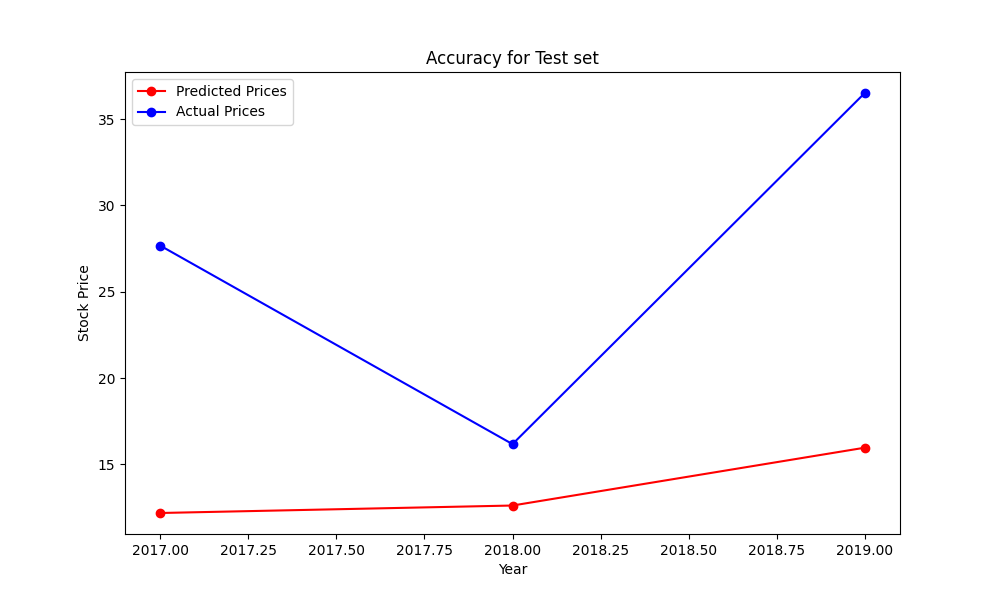 Accuracy for Test set
Predicted Prices
Actual Prices
Stock Price
35
30
25
20
15
2017.00 2017.25 2017.50 2017.75 2018.00 2018.25 2018.50 2018.75 2019.00
Year